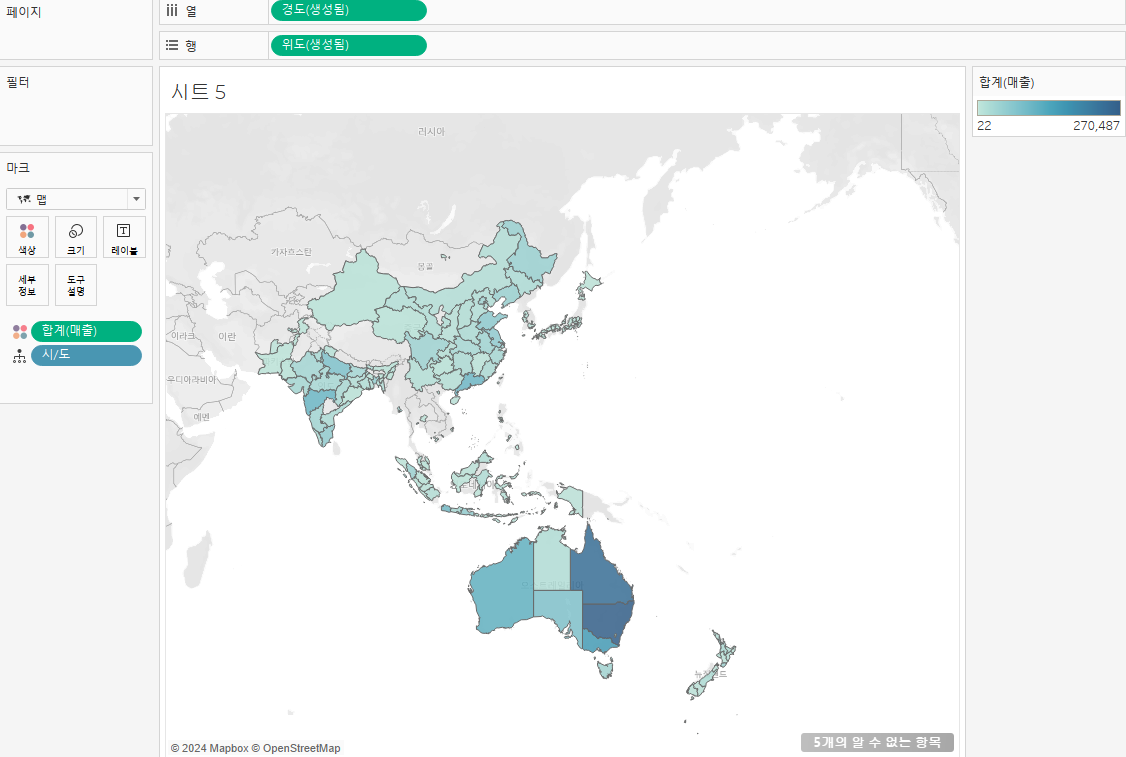 페이지
열
경도(생성됨)
행
위도(생성됨)
필터
마크
맵
색상
크기
레이블
세부
정보
도구
설명
합계(매출)
시/도
시트 5
러시아
카자흐스탄
몽골
이라크
이란
우디아라비아
예멘
© 2024 Mapbox © OpenStreetMap
5개의 알 수 없는 항목
합계(매출)
22 270,487